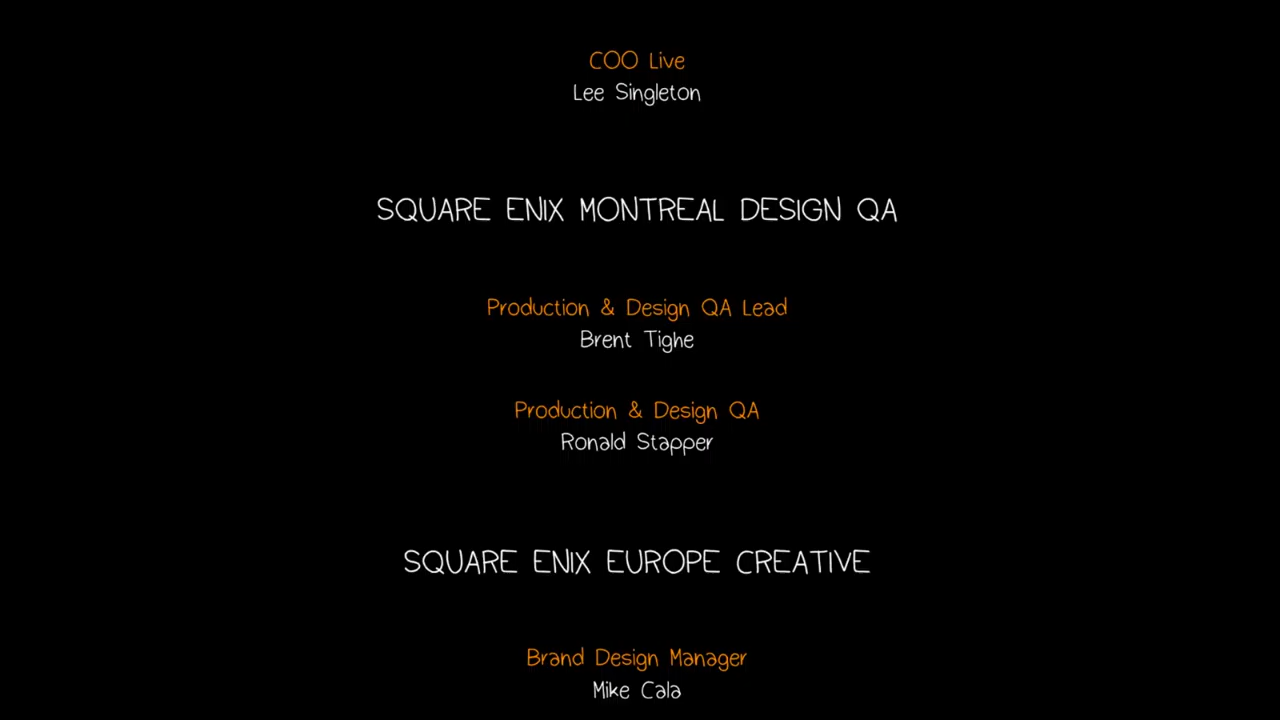 COO Live
Lee Singleton
SQUARE ENIX MONTREAL DESIGN QA
Production & Design QA Lead
Brent Tighe
Production & Design QA
Ronald Stapper
SQUARE ENIX EUROPE CREATIVE
Brand Design Manager
Mike Cala